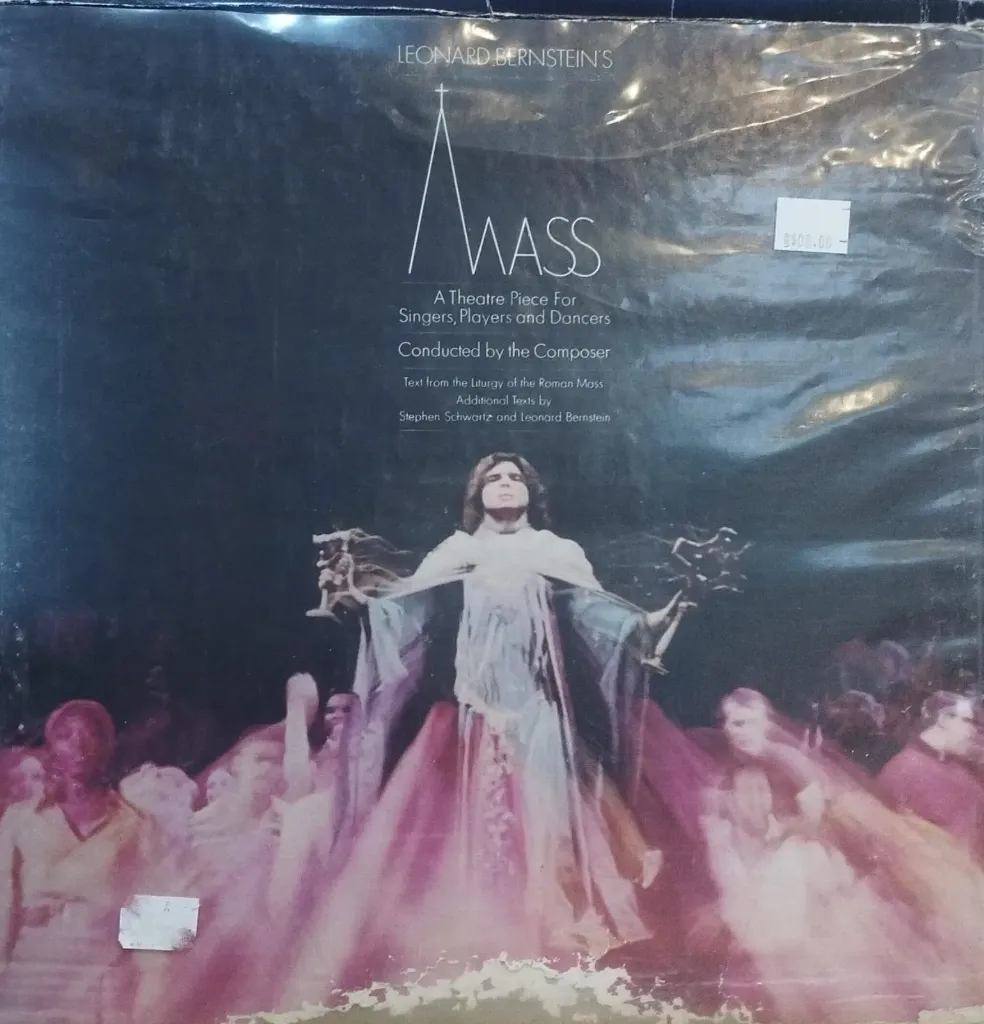 LEONARD BERNSTEIN'S
MASS
A Theatre Piece For
Singers, Players and Dancers
Conducted by the Composer
Text from the Liturgy of the Roman Mass
Additional Texts by
Stephen Schwartz and Leonard Bernstein